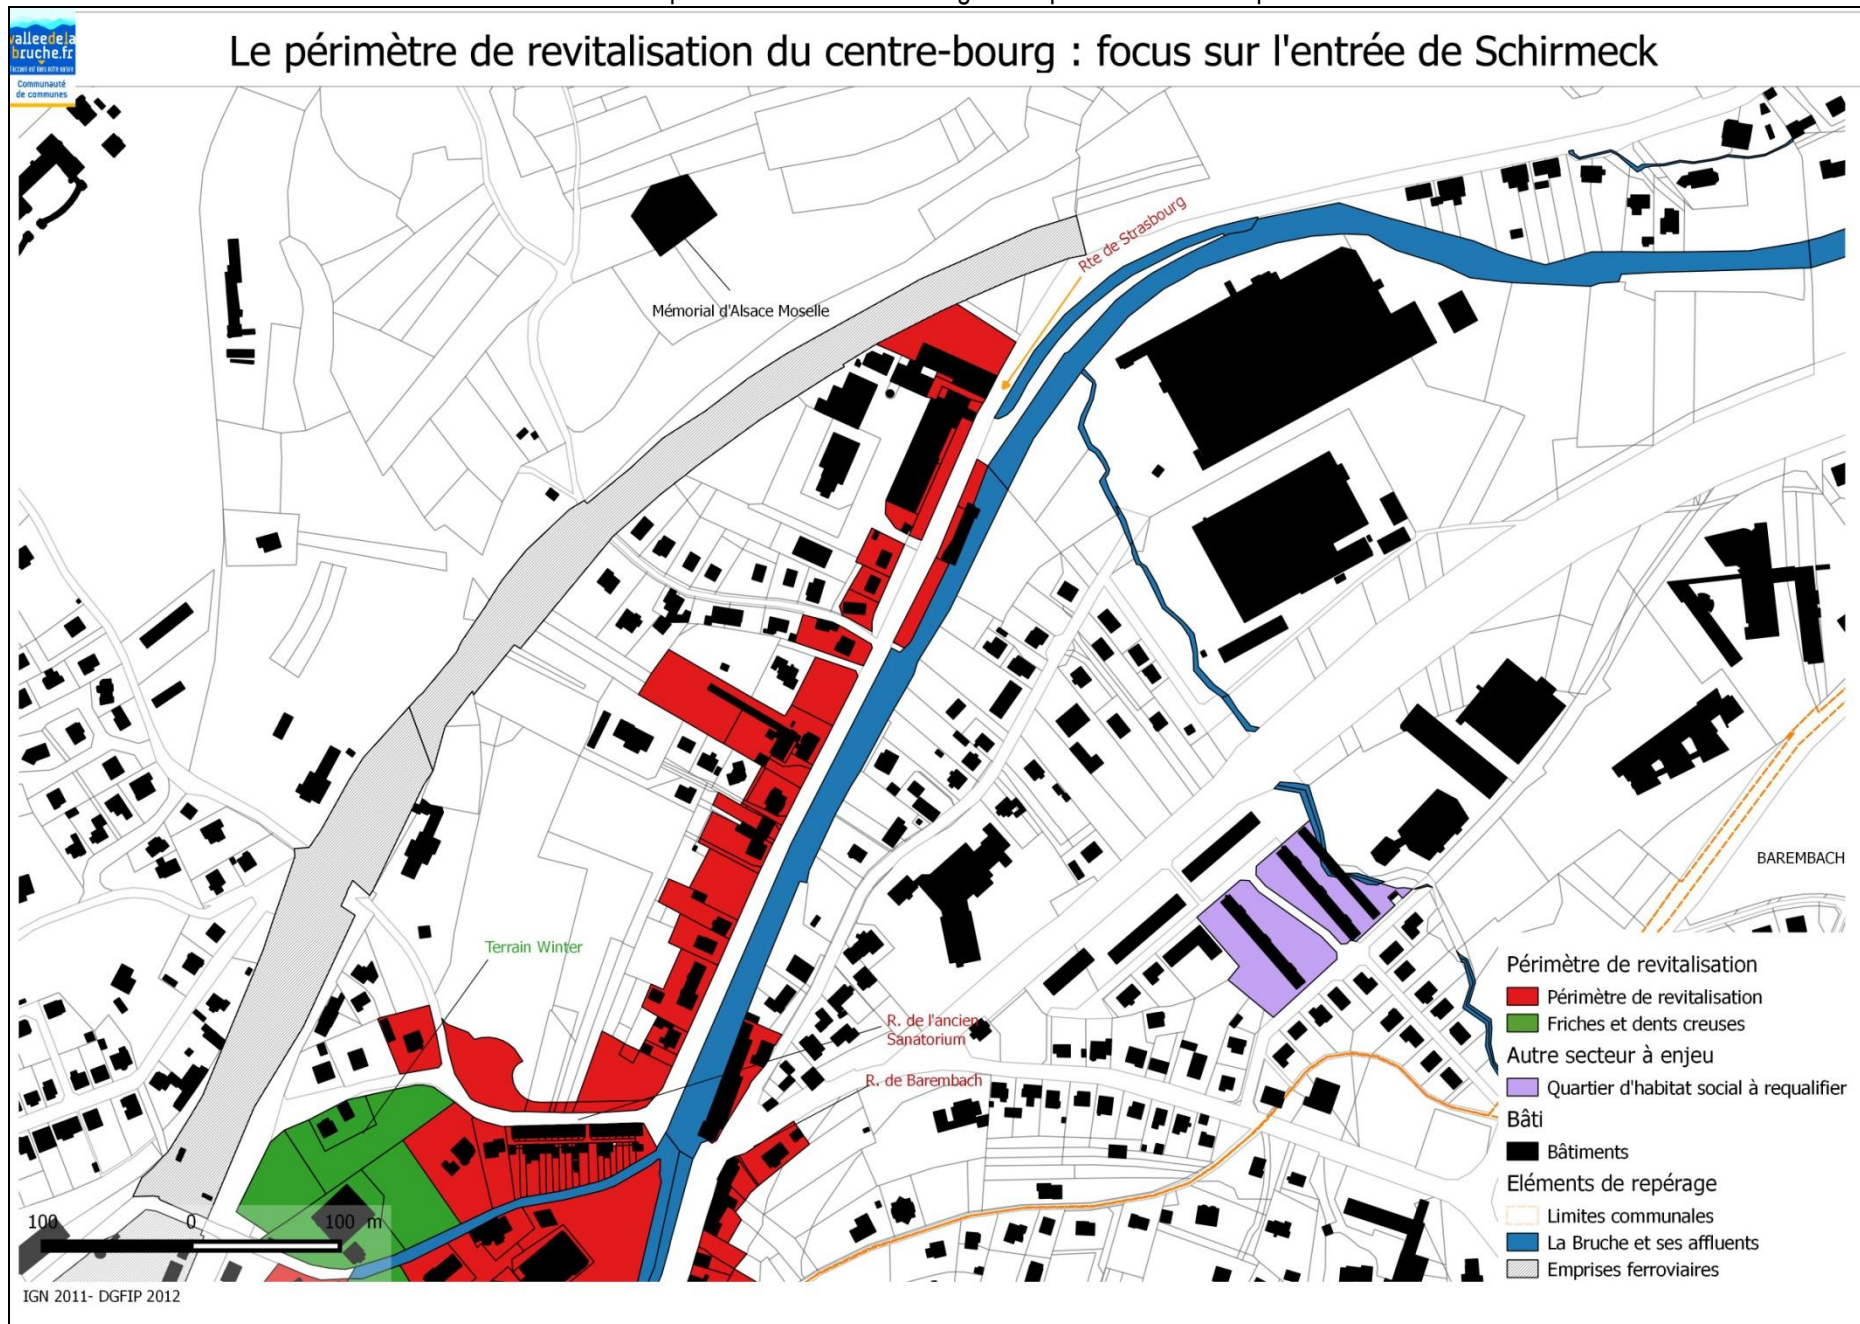 valleedela
bruche.fr
Communauté
de communes
Le périmètre de revitalisation du centre-bourg : focus sur l'entrée de Schirmeck
Rte de Strasbourg
Mémorial d'Alsace Moselle
BAREMBACH
Terrain Winter
R. de l'ancien
Sanatorium
R. de Barembach
Périmètre de revitalisation
Périmètre de revitalisation
Friches et dents creuses
Autre secteur à enjeu
Quartier d'habitat social à requalifier
Bâti
Bâtiments
Eléments de repérage
Limites communales
La Bruche et ses affluents
Emprises ferroviaires
100 0 100 m
IGN 2011- DGFIP 2012